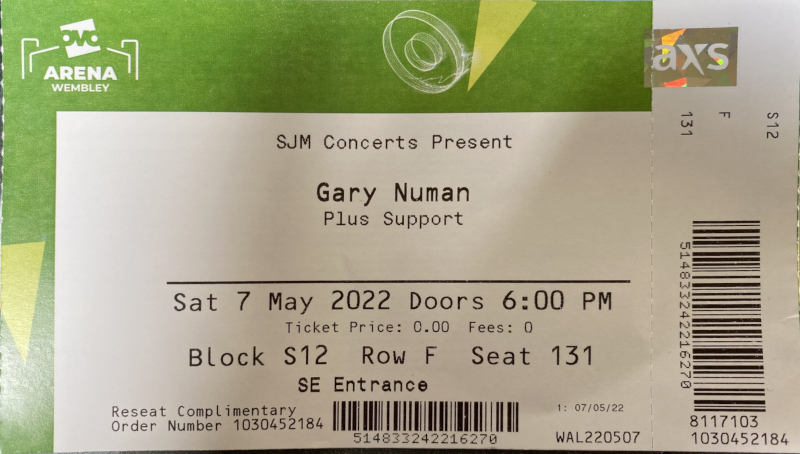 OVO
ARENA
WEMBLEY
SJM Concerts Present
Gary Numan
Plus Support
Sat 7 May 2022 Doors 6:00 PM
Ticket Price: 0.00 Fees: 0
Block S12 Row F Seat 131
SE Entrance
Reseat Complimentary
Order Number 1030452184
514833242216270
1: 07/05/22
WAL220507
axs
131
F
S12
514833242216270
8117103
1030452184